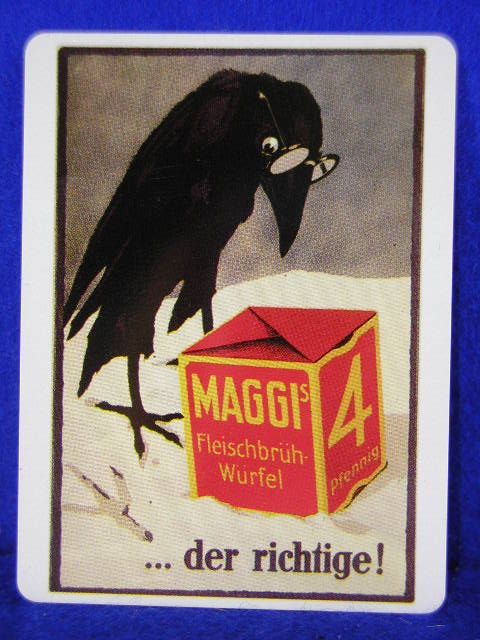 MAGGIs
Fleischbrüh-
Würfel
4
Pfennig
... der richtige!